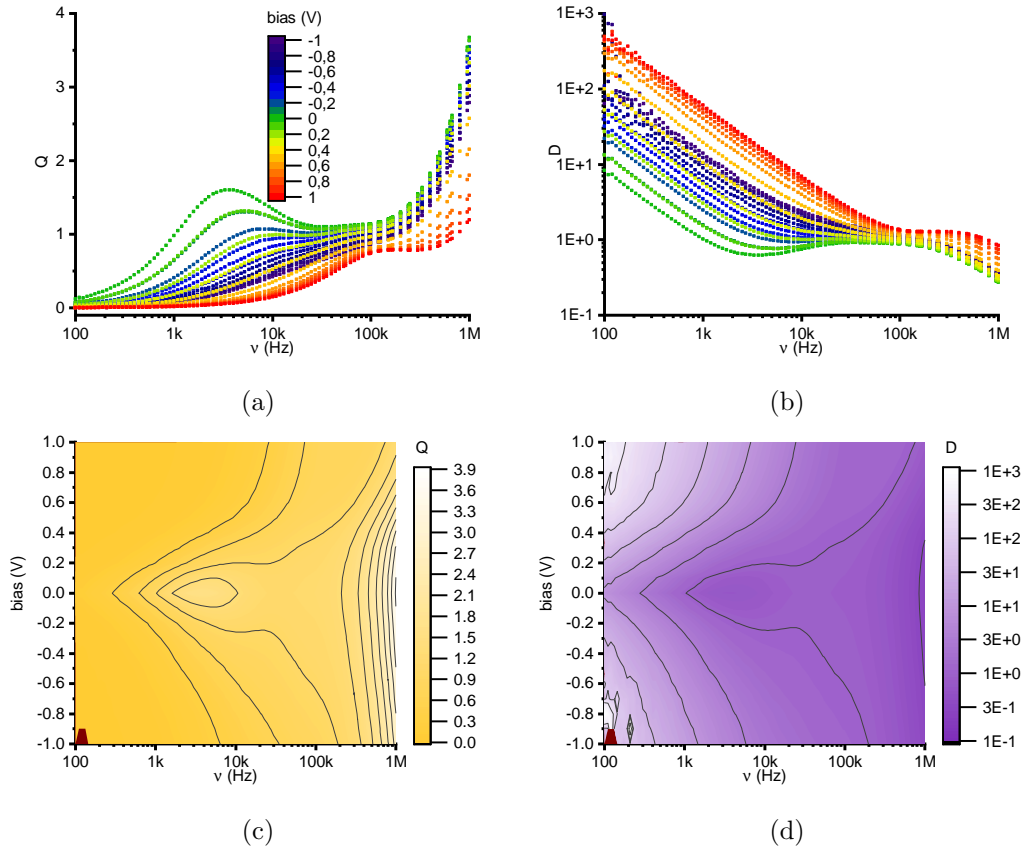 bias (V)
-1
-0,8
-0,6
-0,4
-0,2
0
0,2
0,4
0,6
0,8
1
4
3
2
1
0
Q
100 1k 10k 100k 1M
ν (Hz)
(a)
1E+3
1E+2
1E+1
1E+0
1E-1
D
100 1k 10k 100k 1M
ν (Hz)
(b)
1.0
0.8
0.6
0.4
0.2
0.0
-0.2
-0.4
-0.6
-0.8
-1.0
bias (V)
100 1k 10k 100k 1M
ν (Hz)
Q
3.9
3.6
3.3
3.0
2.7
2.4
2.1
1.8
1.5
1.2
0.9
0.6
0.3
0.0
(c)
1.0
0.8
0.6
0.4
0.2
0.0
-0.2
-0.4
-0.6
-0.8
-1.0
bias (V)
100 1k 10k 100k 1M
ν (Hz)
D
1E+3
3E+2
1E+2
3E+1
1E+1
3E+0
1E+0
3E-1
1E-1
(d)